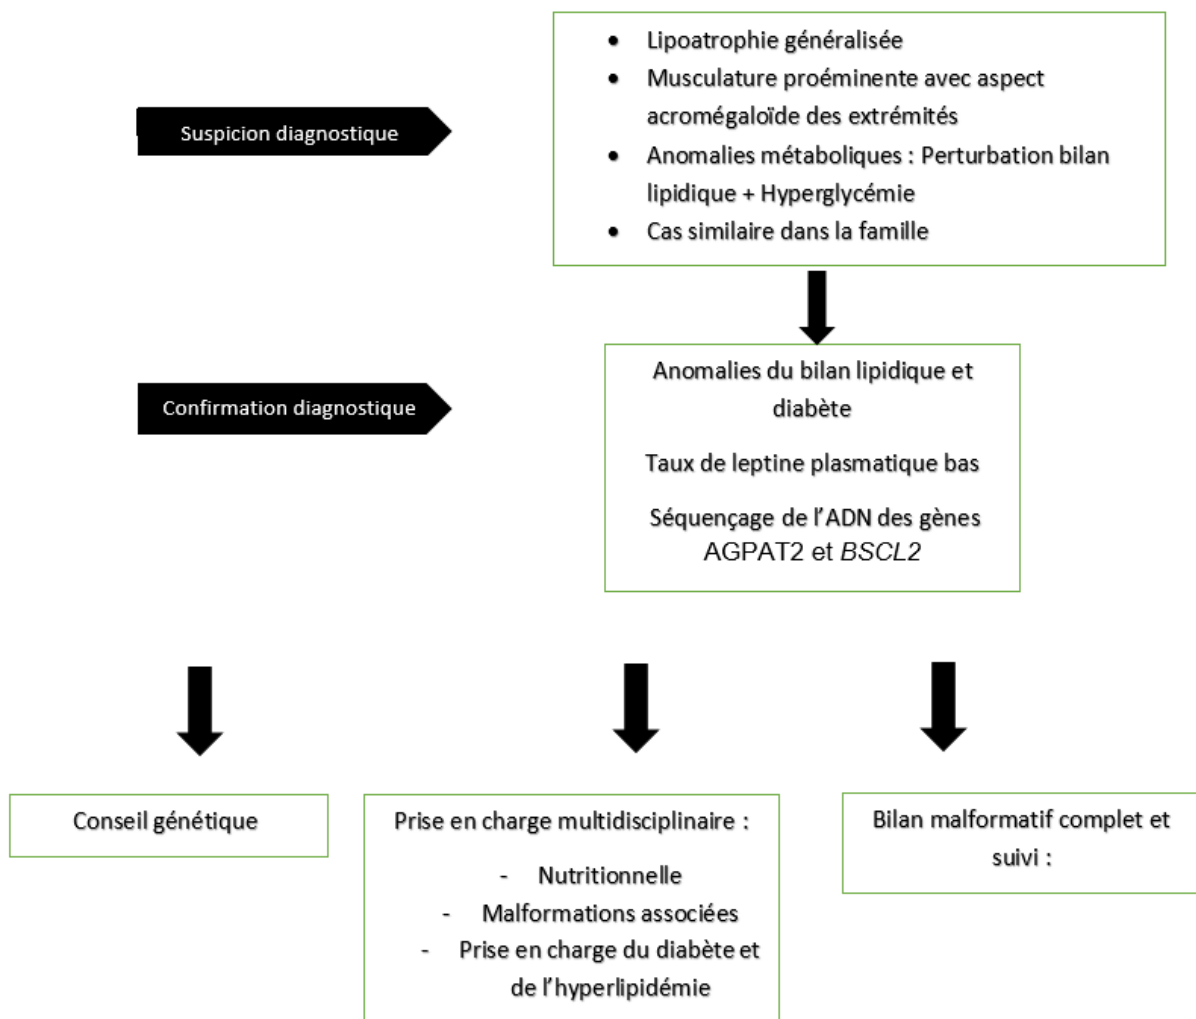 Suspicion diagnostique
• Lipoatrophie généralisée
• Musculature proéminente avec aspect
acromégaloïde des extrémités
• Anomalies métaboliques : Perturbation bilan
lipidique + Hyperglycémie
• Cas similaire dans la famille
Confirmation diagnostique
Anomalies du bilan lipidique et
diabète
Taux de leptine plasmatique bas
Séquençage de l'ADN des gènes
AGPAT2 et BSCL2
Conseil génétique
Prise en charge multidisciplinaire :
- Nutritionnelle
- Malformations associées
- Prise en charge du diabète et
de l'hyperlipidémie
Bilan malformatif complet et
suivi :